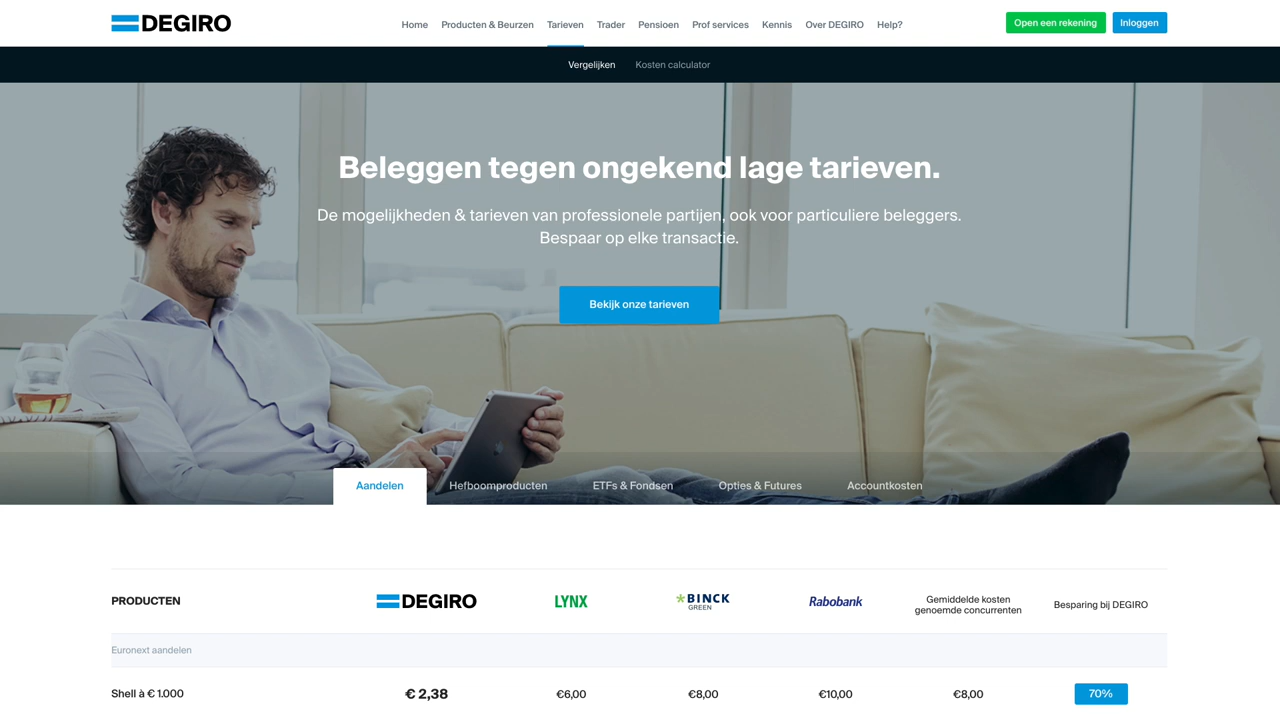 DEGIRO
Home Producten & Beurzen Tarieven Trader Pensioen Prof services Kennis Over DEGIRO Help?
Open een rekening Inloggen
Vergelijken Kosten calculator
Beleggen tegen ongekend lage tarieven.
De mogelijkheden & tarieven van professionele partijen, ook voor particuliere beleggers.
Bespaar op elke transactie.
Bekijk onze tarieven
Aandelen Hefboomproducten ETFs & Fondsen Opties & Futures Accountkosten
PRODUCTEN DEGIRO LYNX BINCK GREEN Rabobank Gemiddelde kosten genoemde concurrenten Besparing bij DEGIRO
Euronext aandelen
Shell à € 1.000 € 2,38 €6,00 €8,00 €10,00 €8,00 70%